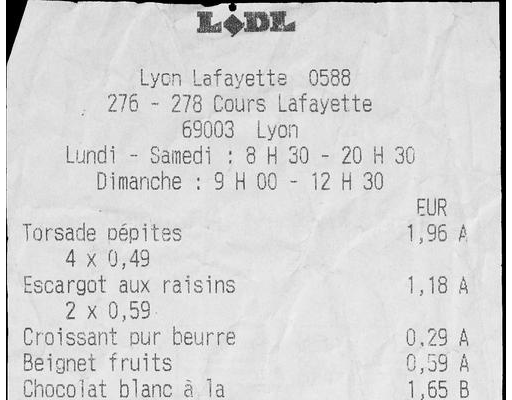 LIDL
Lyon Lafayette 0588
276 - 278 Cours Lafayette
69003 Lyon
Lundi - Samedi : 8 H 30 - 20 H 30
Dimanche : 9 H 00 - 12 H 30
EUR
Torsade pépites 1,96 A
4 x 0,49
Escargot aux raisins 1,18 A
2 x 0,59
Croissant pur beurre 0,29 A
Beignet fruits 0,59 A
Chocolat blanc à la 1,65 B